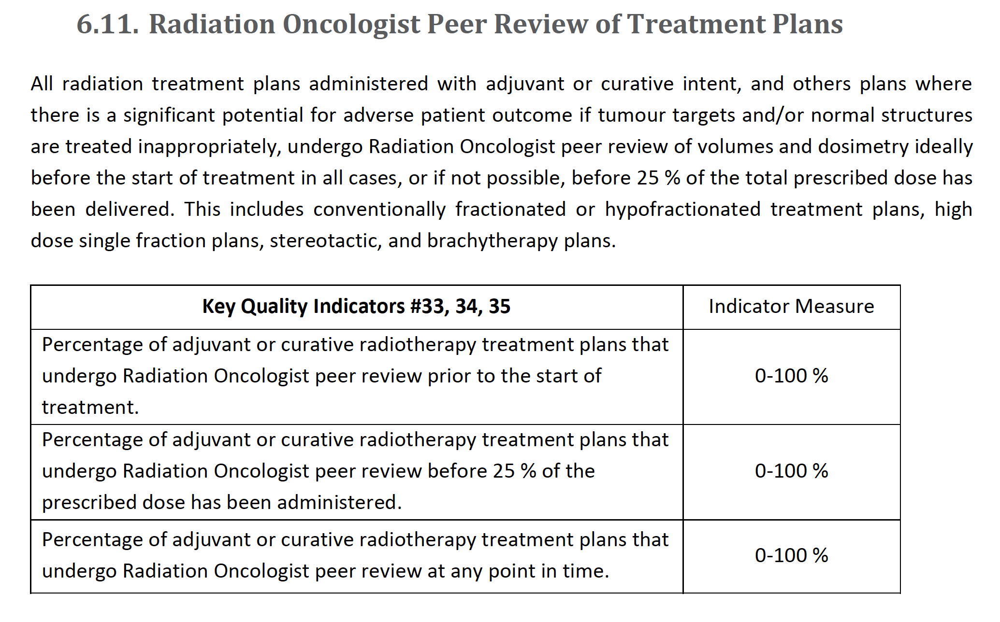 6.11. Radiation Oncologist Peer Review of Treatment Plans
All radiation treatment plans administered with adjuvant or curative intent, and others plans where
there is a significant potential for adverse patient outcome if tumour targets and/or normal structures
are treated inappropriately, undergo Radiation Oncologist peer review of volumes and dosimetry ideally
before the start of treatment in all cases, or if not possible, before 25 % of the total prescribed dose has
been delivered. This includes conventionally fractionated or hypofractionated treatment plans, high
dose single fraction plans, stereotactic, and brachytherapy plans.
Key Quality Indicators #33, 34, 35
Indicator Measure
Percentage of adjuvant or curative radiotherapy treatment plans that
undergo Radiation Oncologist peer review prior to the start of
treatment.
0-100 %
Percentage of adjuvant or curative radiotherapy treatment plans that
undergo Radiation Oncologist peer review before 25 % of the
prescribed dose has been administered.
0-100 %
Percentage of adjuvant or curative radiotherapy treatment plans that
undergo Radiation Oncologist peer review at any point in time.
0-100 %